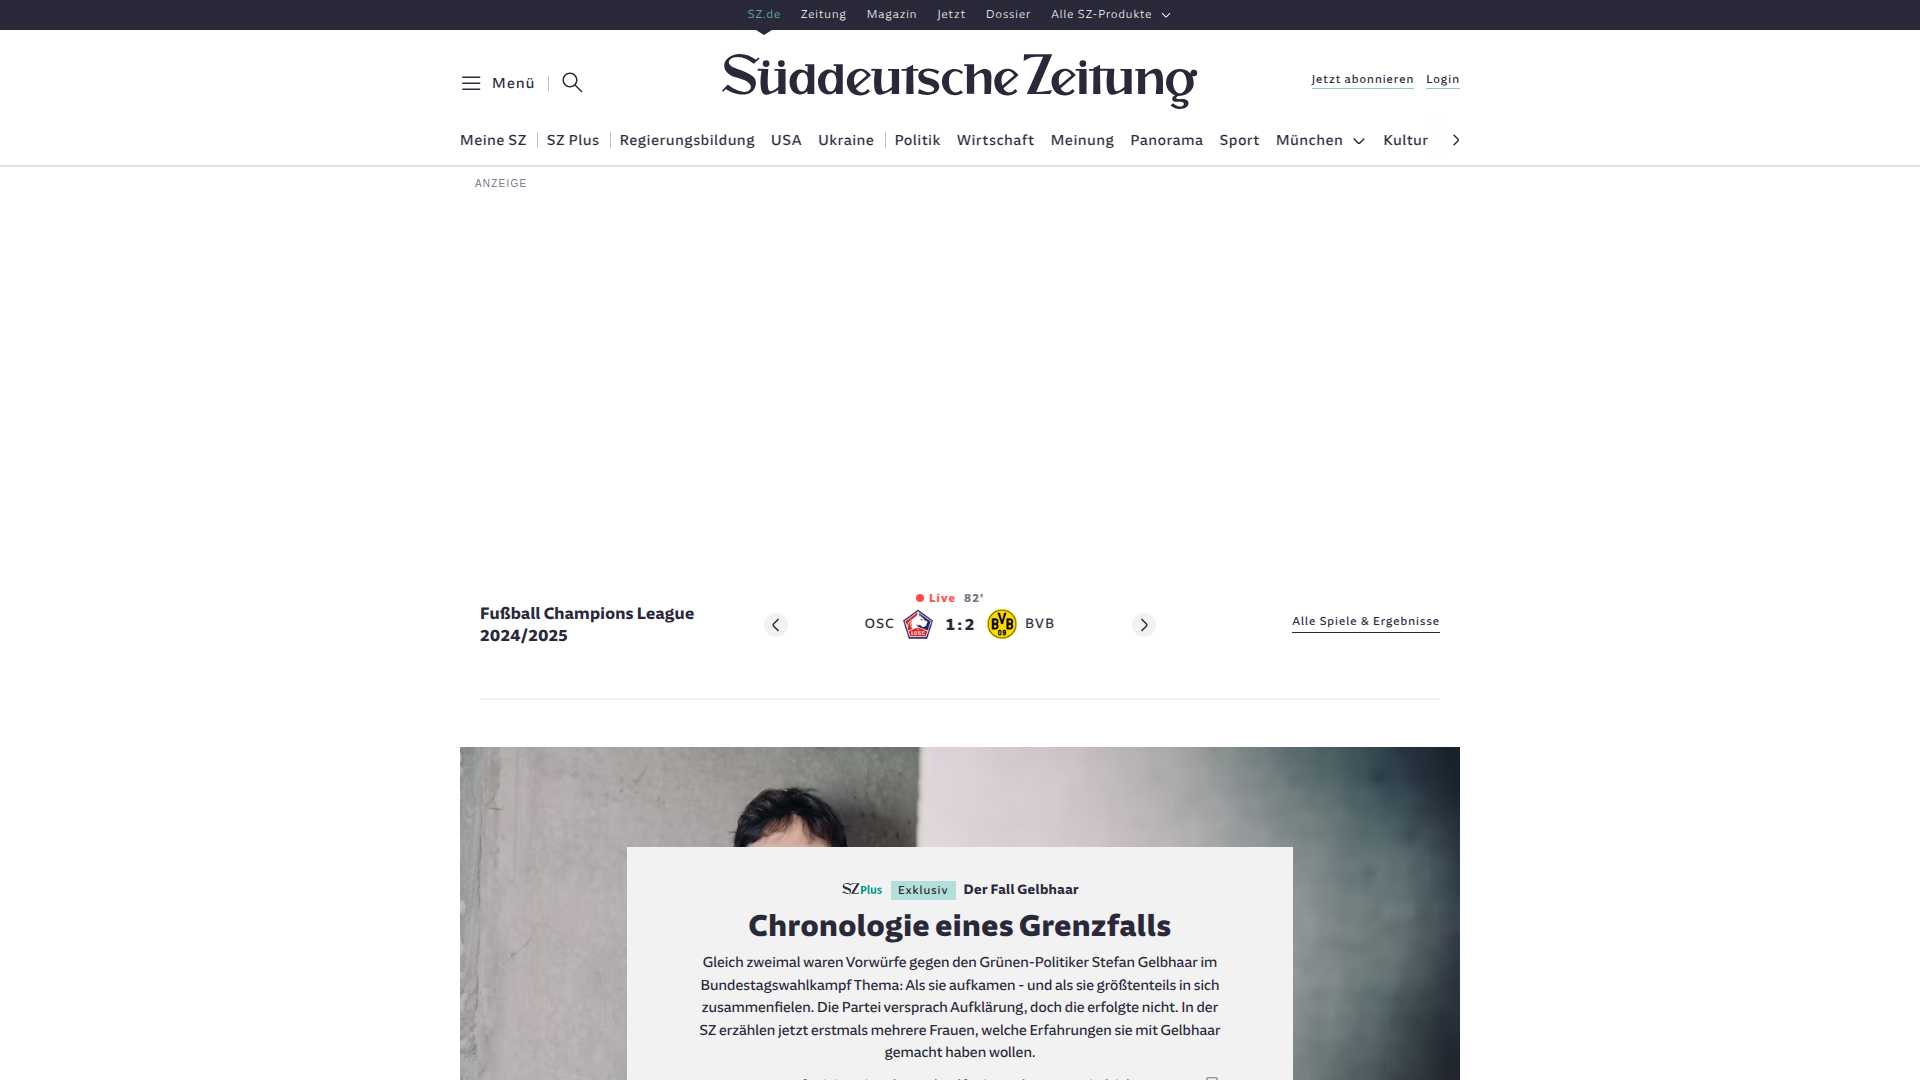 SZ.de Zeitung Magazin Jetzt Dossier Alle SZ-Produkte
Menü
Süddeutsche Zeitung
Jetzt abonnieren Login
Meine SZ SZ Plus Regierungsbildung USA Ukraine Politik Wirtschaft Meinung Panorama Sport München Kultur
ANZEIGE
Fußball Champions League
2024/2025
Live 82'
OSC LOSC 1:2 BVB 09 BVB
Alle Spiele & Ergebnisse
SZPlus Exklusiv Der Fall Gelbhaar
Chronologie eines Grenzfalls
Gleich zweimal waren Vorwürfe gegen den Grünen-Politiker Stefan Gelbhaar im
Bundestagswahlkampf Thema: Als sie aufkamen - und als sie größtenteils in sich
zusammenfielen. Die Partei versprach Aufklärung, doch die erfolgte nicht. In der
SZ erzählen jetzt erstmals mehrere Frauen, welche Erfahrungen sie mit Gelbhaar
gemacht haben wollen.